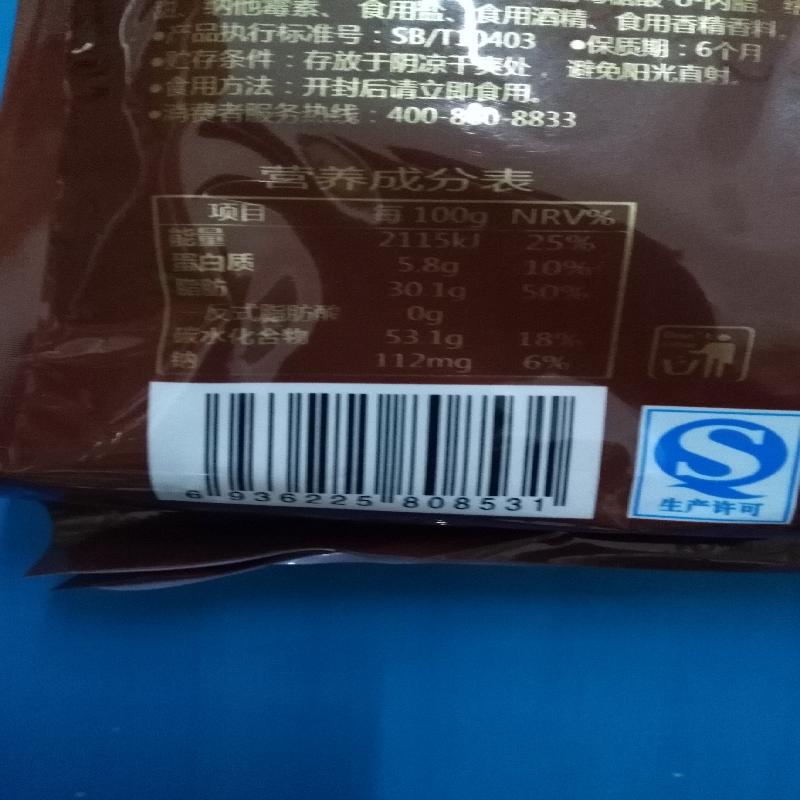 纳他霉素、食用盐、食用酒精、食用香精香料
•产品执行标准号：SB/T10403 •保质期：6个月
•贮存条件：存放于阴凉干爽处，避免阳光直射。
•食用方法：开封后请立即食用。
•消费者服务热线：400-8 0-8833
营养成分表
项目 每 100g NRV%
能量 2115kJ 25%
蛋白质 5.8g 10%
脂肪 30.1g 50%
—反式脂肪酸 0g
碳水化合物 53.1g 18%
钠 112mg 6%
6 936225 808531
生产许可